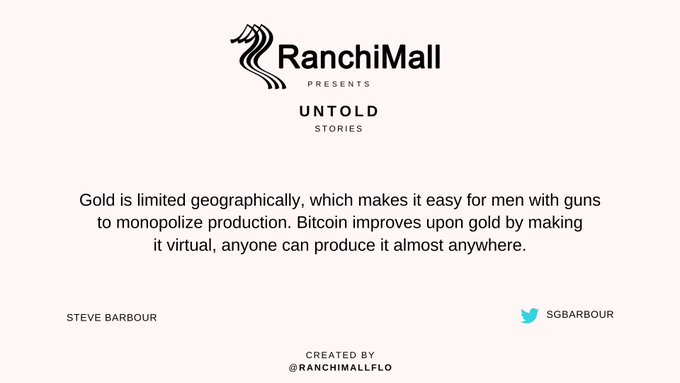 RanchiMall
PRESENTS
UNTOLD
STORIES
Gold is limited geographically, which makes it easy for men with guns
to monopolize production. Bitcoin improves upon gold by making
it virtual, anyone can produce it almost anywhere.
STEVE BARBOUR
SGBARBOUR
CREATED BY
@RANCHIMALLFLO